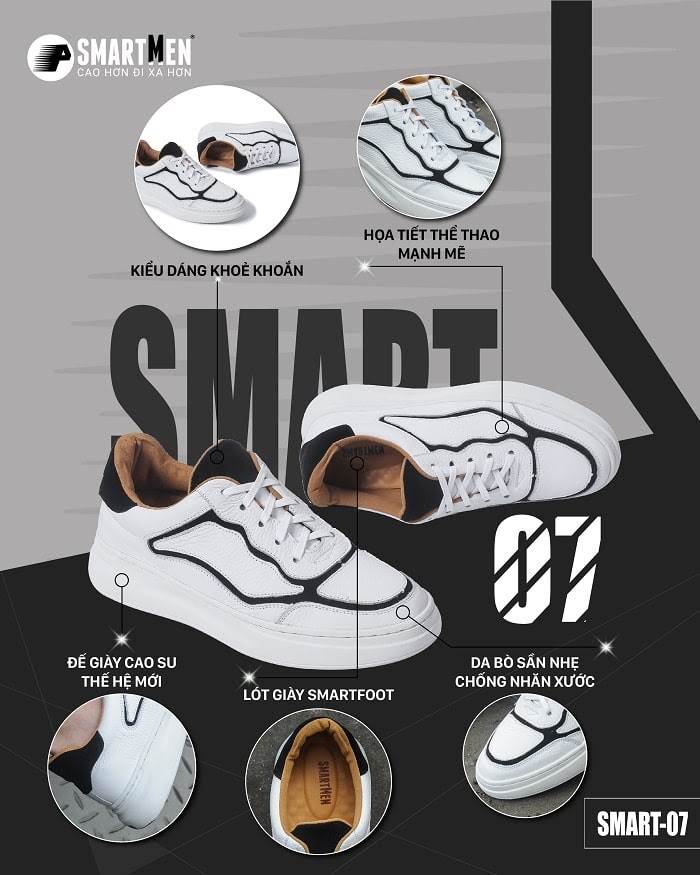 SMARTMEN®
CAO HƠN ĐI XA HƠN
HỌA TIẾT THỂ THAO
MẠNH MẼ
KIỂU DÁNG KHOẺ KHOẮN
SMART
SMARTMEN
07
ĐẾ GIÀY CAO SU
THẾ HỆ MỚI
LÓT GIÀY SMARTFOOT
DA BÒ SẦN NHẸ
CHỐNG NHĂN XƯỚC
SMARTMEN
SMART-07